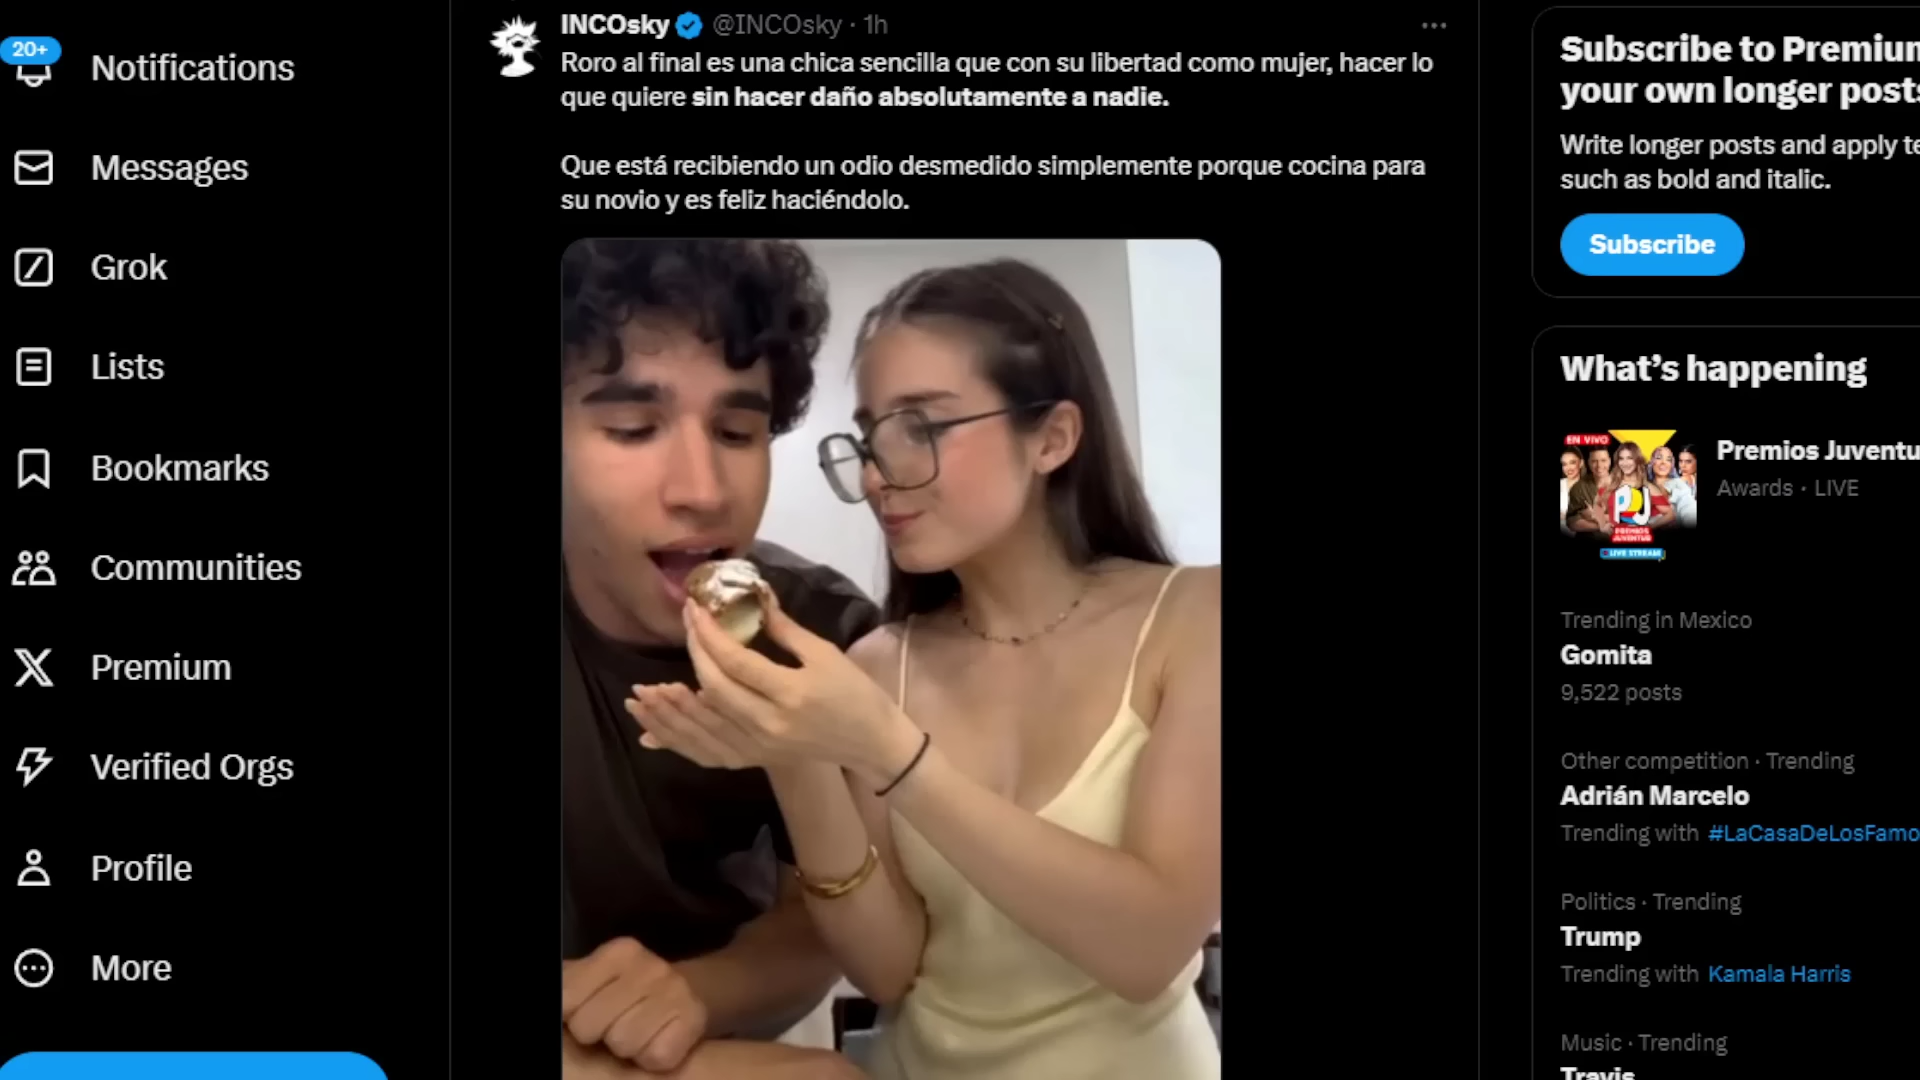 20+
Notifications
Messages
Grok
Lists
Bookmarks
Communities
Premium
Verified Orgs
Profile
More
INCOsky @INCOsky · 1h
Roro al final es una chica sencilla que con su libertad como mujer, hacer lo
que quiere sin hacer daño absolutamente a nadie.
Que está recibiendo un odio desmedido simplemente porque cocina para
su novio y es feliz haciéndolo.
Subscribe to Premium
your own longer posts
Write longer posts and apply
such as bold and italic.
Subscribe
What's happening
EN VIVO
PJ
PREMIOS
JUVENTUD
LIVE STREAM
Premios
Awards · LIVE
Trending in Mexico
Gomita
9,522 posts
Other competition · Trending
Adrián Marcelo
Trending with #LaCasaDeLosFamo
Politics · Trending
Trump
Trending with Kamala Harris
Music · Trending
Travis